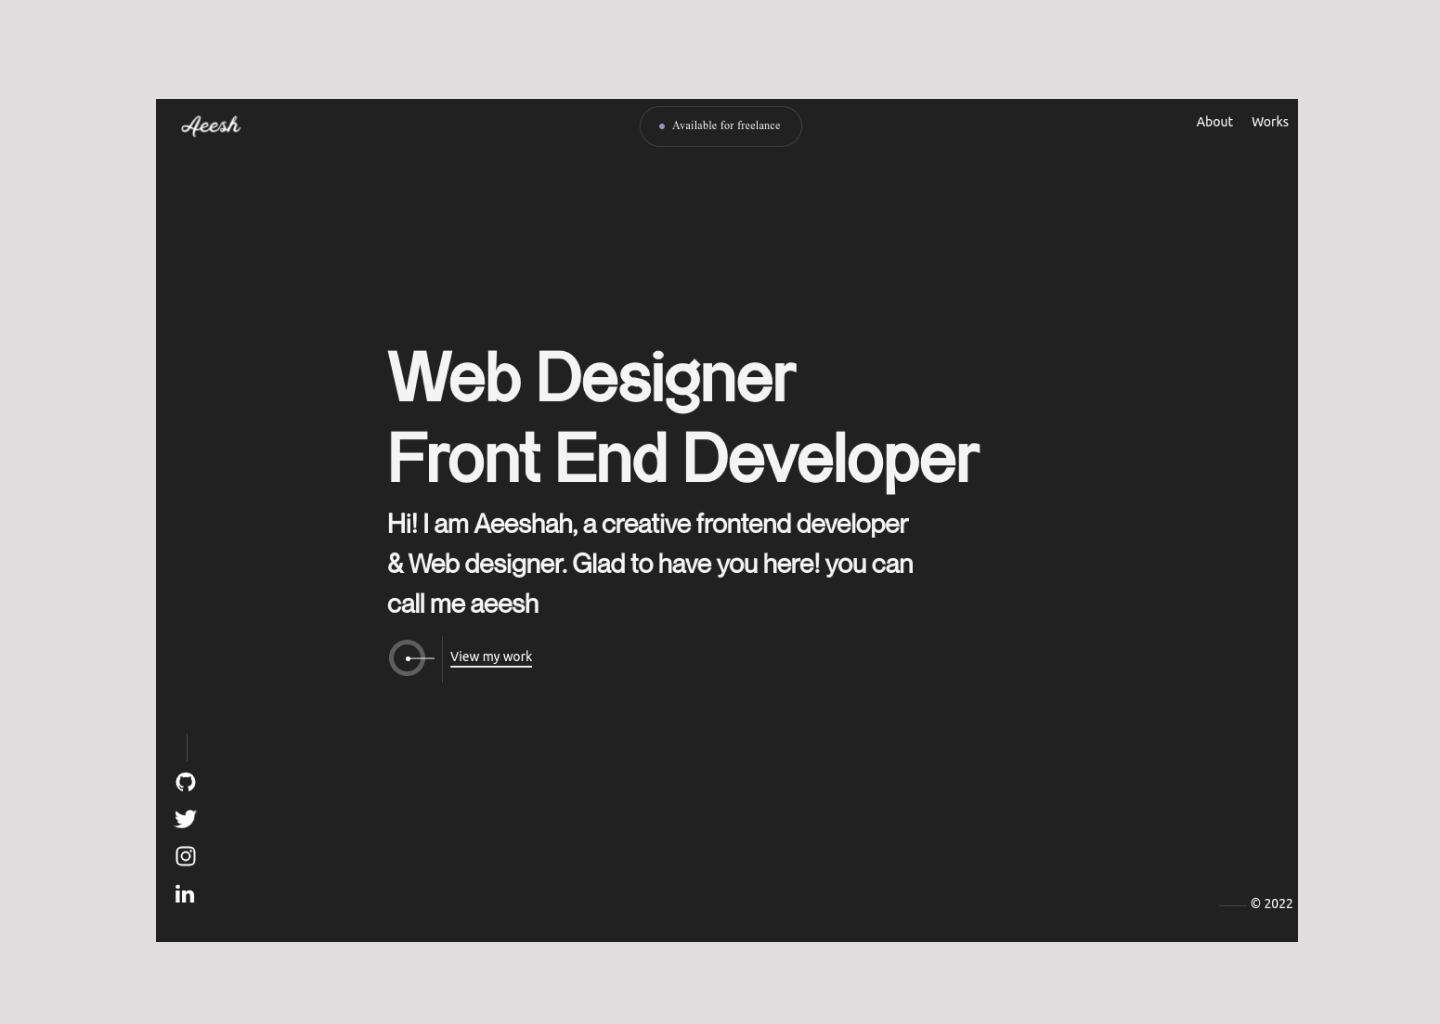 Aeesh
Available for freelance
About
Works
Web Designer
Front End Developer
Hi! I am Aeeshah, a creative frontend developer
& Web designer. Glad to have you here! you can
call me aeesh
View my work
in
© 2022